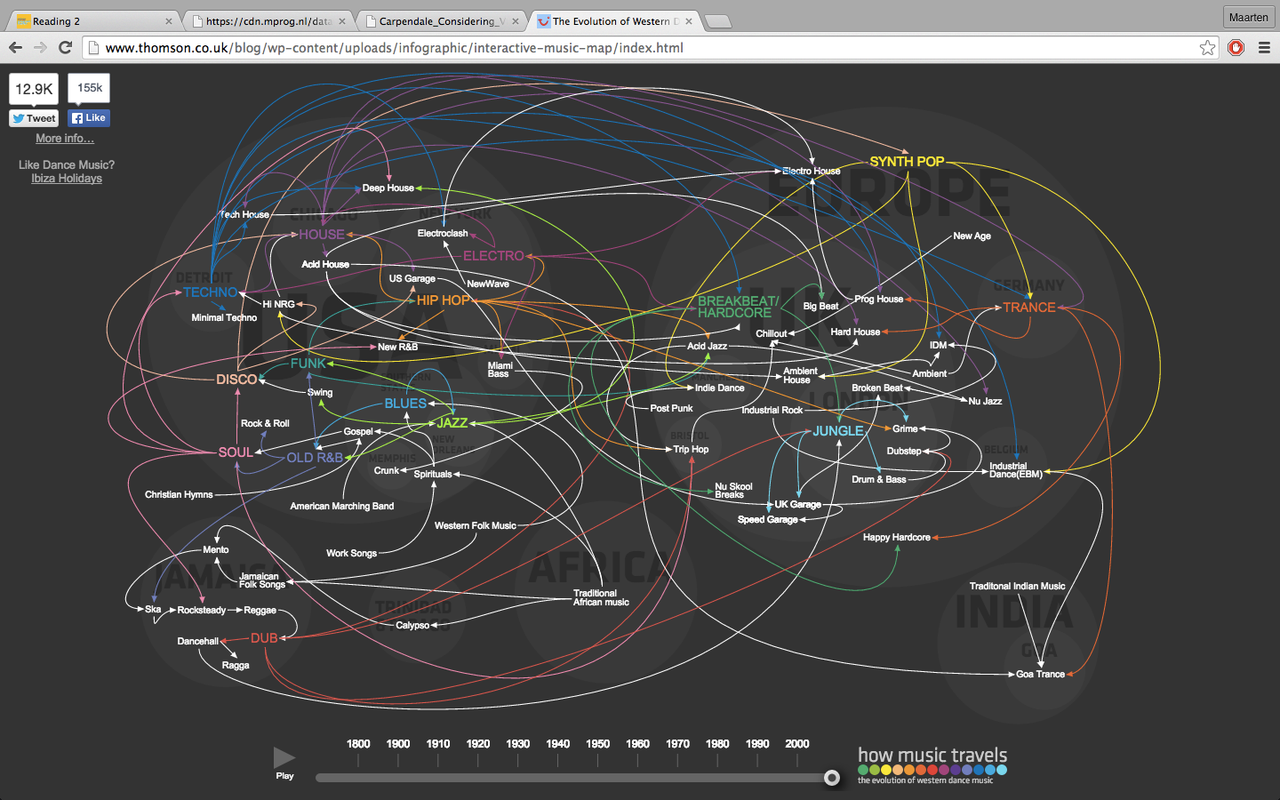 Reading 2
https://cdn.mprog.nl/data
Carpendale_Considering_V
The Evolution of Western D
Maarten
www.thomson.co.uk/blog/wp-content/uploads/infographic/interactive-music-map/index.html
12.9K
155k
Tweet
Like
More info...
Like Dance Music?
Ibiza Holidays
SYNTH POP
EUROPE
Electro House
Deep House
Tech House
CHICAGO
NEW YORK
HOUSE
Electroclash
New Age
ELECTRO
Acid House
DETROIT
US Garage
NewWave
GERMANY
TECHNO
Hi NRG
HIP HOP
BREAKBEAT/
HARDCORE
UK
Big Beat
Prog House
TRANCE
Minimal Techno
USA
Chillout
Hard House
New R&B
Acid Jazz
IDM
FUNK
Miami
Bass
Ambient
House
Ambient
DISCO
Swing
Indie Dance
Broken Beat
LONDON
BLUES
Post Punk
Industrial Rock
Nu Jazz
Rock & Roll
JAZZ
Gospel
JUNGLE
Grime
BRISTOL
NEW
ORLEANS
SOUL
OLD R&B
MEMPHIS
Trip Hop
Dubstep
BELGIUM
Crunk
Spirituals
Industrial
Dance(EBM)
Drum & Bass
Christian Hymns
Nu Skool
Breaks
American Marching Band
UK Garage
Speed Garage
Western Folk Music
Happy Hardcore
Mento
Work Songs
AFRICA
JAMAICA
Jamaican
Folk Songs
Traditional
African music
Traditonal Indian Music
TRINIDAD
Ska
Rocksteady
Reggae
INDIA
Calypso
Dancehall
DUB
GOA
Ragga
Goa Trance
1800
1900
1910
1920
1930
1940
1950
1960
1970
1980
1990
2000
Play
how music travels
the evolution of western dance music